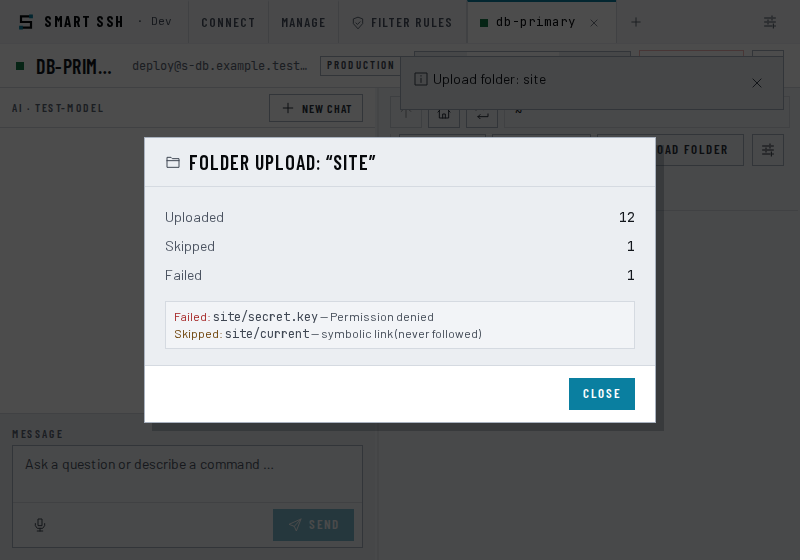 SMART SSH · Dev CONNECT MANAGE FILTER RULES db-primary
DB-PRIM… deploy@s-db.example.test… PRODUCTION
Upload folder: site
AI · TEST-MODEL NEW CHAT
~
OAD FOLDER
FOLDER UPLOAD: “SITE”
Uploaded 12
Skipped 1
Failed 1
Failed: site/secret.key — Permission denied
Skipped: site/current — symbolic link (never followed)
CLOSE
MESSAGE
Ask a question or describe a command …
SEND